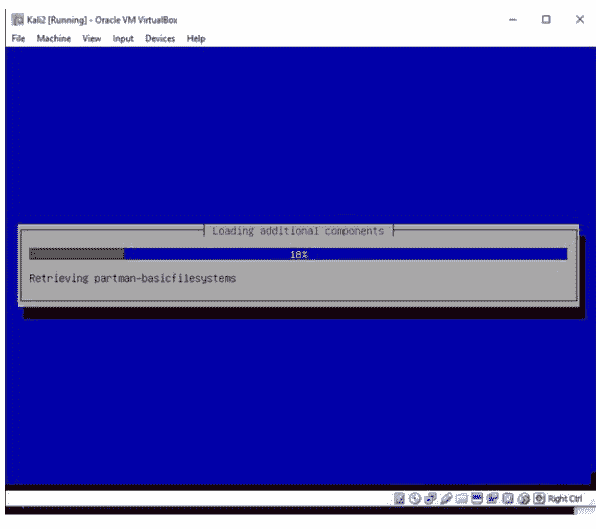 Kali2 [Running] - Oracle VM VirtualBox
File Machine View Input Devices Help
Loading additional components
18%
Retrieving partman-basicfilesystems
Right Ctrl